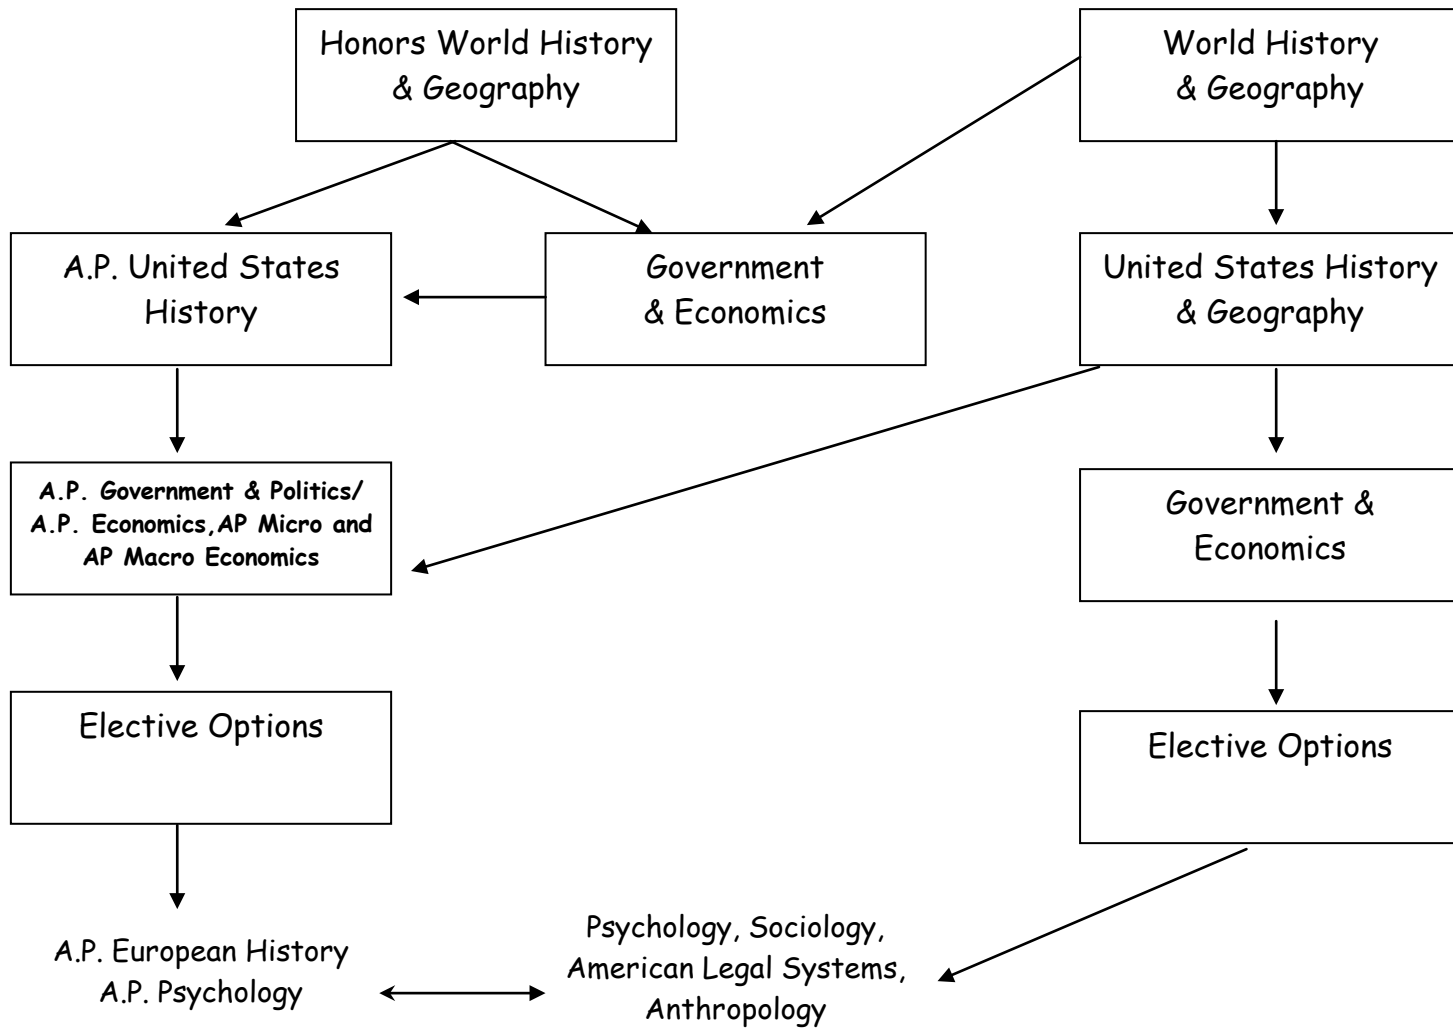 Honors World History
& Geography
World History
& Geography
A.P. United States
History
Government
& Economics
United States History
& Geography
A.P. Government & Politics/
A.P. Economics,AP Micro and
AP Macro Economics
Government &
Economics
Elective Options
Elective Options
A.P. European History
A.P. Psychology
Psychology, Sociology,
American Legal Systems,
Anthropology